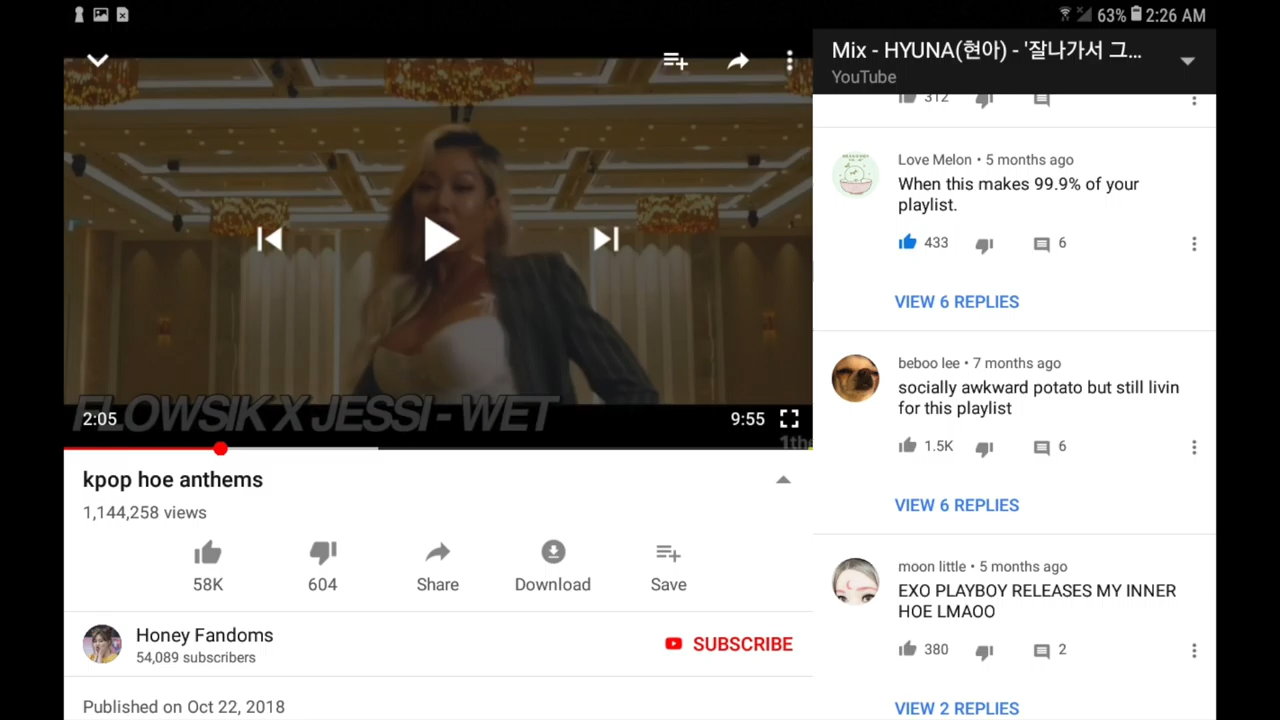 63% 2:26 AM
Mix - HYUNA(현아) - '잘나가서 그...
YouTube
312
Love Melon • 5 months ago
When this makes 99.9% of your
playlist.
433 6
VIEW 6 REPLIES
beboo lee • 7 months ago
socially awkward potato but still livin
for this playlist
1.5K 6
VIEW 6 REPLIES
moon little • 5 months ago
EXO PLAYBOY RELEASES MY INNER
HOE LMAOO
380 2
VIEW 2 REPLIES
FLOWSIK X JESSI - WET
2:05 9:55
1the
kpop hoe anthems
1,144,258 views
58K 604 Share Download Save
Honey Fandoms
54,089 subscribers
SUBSCRIBE
Published on Oct 22, 2018